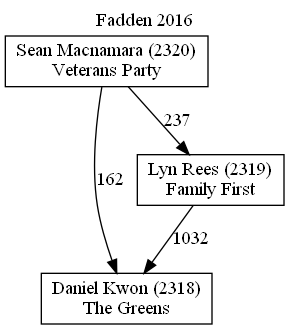 Fadden 2016
Sean Macnamara (2320)
Veterans Party
237
Lyn Rees (2319)
Family First
162
1032
Daniel Kwon (2318)
The Greens